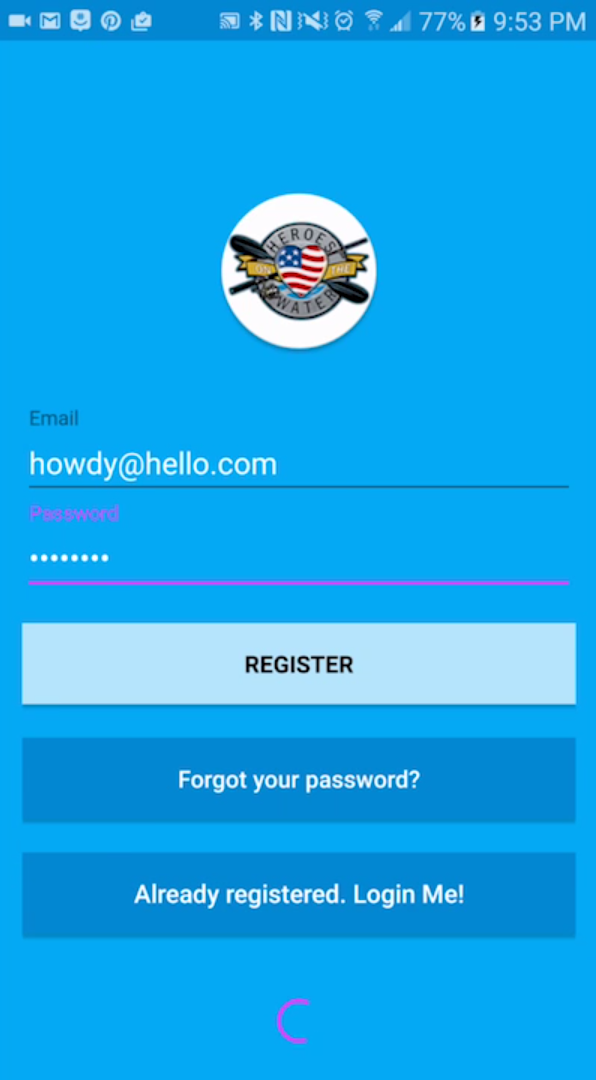 77% 9:53 PM
HEROES
ON THE
WATER
Email
howdy@hello.com
Password
••••••••
REGISTER
Forgot your password?
Already registered. Login Me!